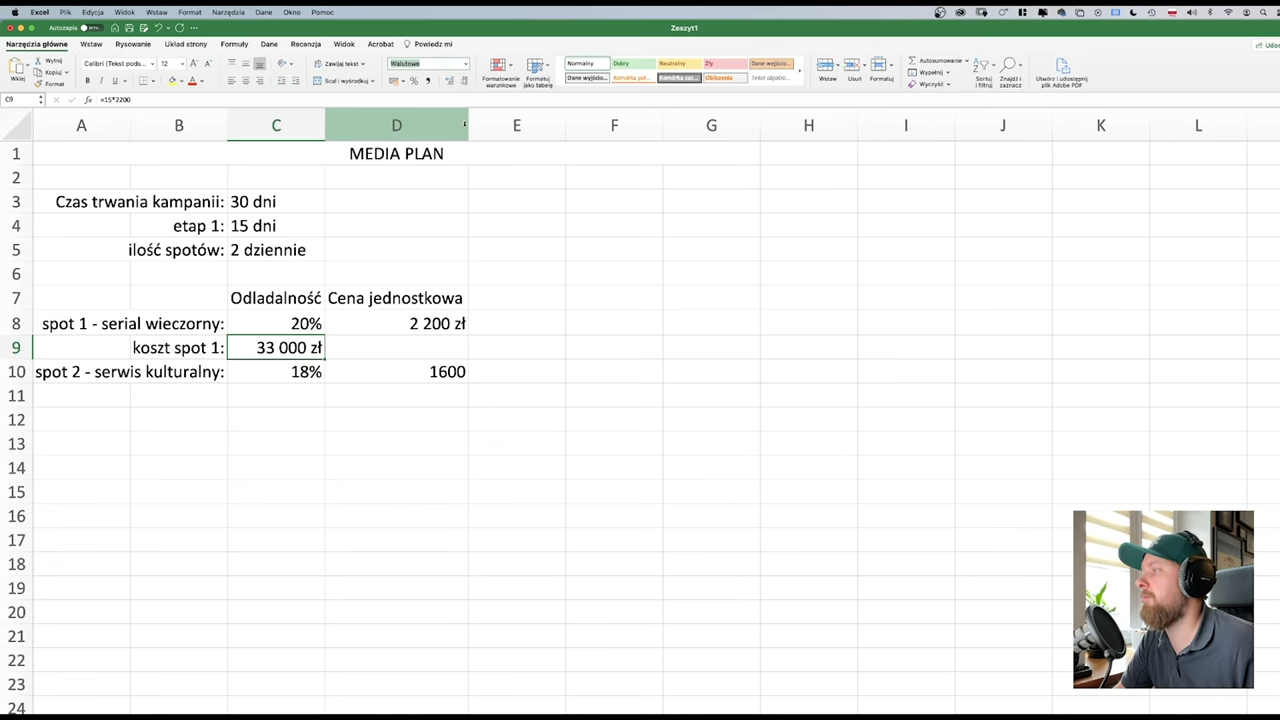 Excel Plik Edycja Widok Wstaw Format Narzędzia Dane Okno Pomoc
Autozapis Zeszyt1
Narzędzia główne Wstaw Rysowanie Układ strony Formuły Dane Recenzja Widok Acrobat Powiedz mi
Wklej Wytnij Kopiuj Format
Calibri (Tekst pods... 12
Zawijaj tekst
Scal i wyśrodkuj
Walutowe
Formatowanie warunkowe
Formatuj jako tabelę
Normalny Dobry Neutralny Zły Dane wejścio...
Dane wyjścio... Komórka poł... Komórka zaz... Obliczenia Tekst objaśni...
Wstaw Usuń Formatuj
Autosumowanie
Wypełnij
Wyczyść
Sortuj i filtruj
Znajdź i zaznacz
Utwórz i udostępnij plik Adobe PDF
C9 fx =15*2200
A B C D E F G H I J K L
1 MEDIA PLAN
2
3 Czas trwania kampanii: 30 dni
4 etap 1: 15 dni
5 ilość spotów: 2 dziennie
6
7 Odladalność Cena jednostkowa
8 spot 1 - serial wieczorny: 20% 2 200 zł
9 koszt spot 1: 33 000 zł
10 spot 2 - serwis kulturalny: 18% 1600
11
12
13
14
15
16
17
18
19
20
21
22
23
24